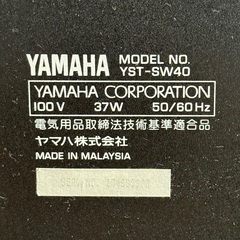 YAMAHA MODEL NO. YST-SW40
YAMAHA CORPORATION
100V 37W 50/60Hz
電気用品取締法技術基準適合品
ヤマハ株式会社
MADE IN MALAYSIA